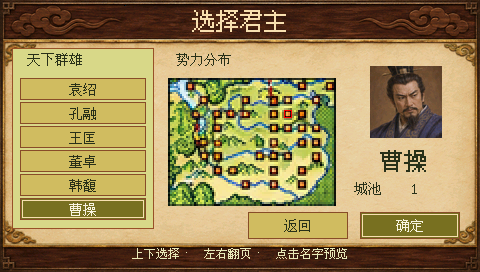 选择君主
天下群雄
势力分布
袁绍
孔融
王匡
董卓
韩馥
曹操
曹操
城池 1
返回
确定
上下选择· 左右翻页· 点击名字预览